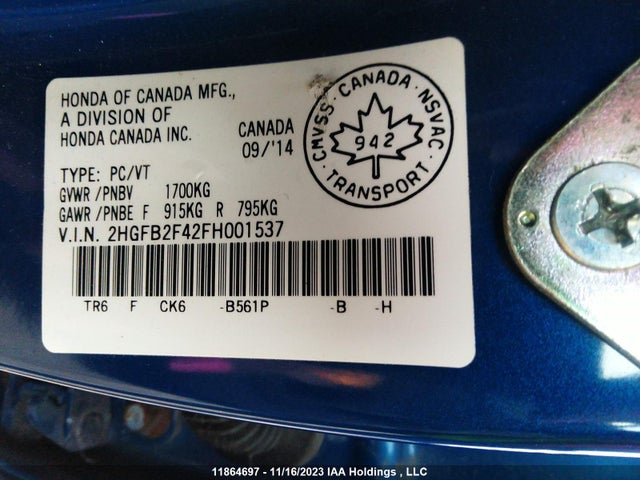 HONDA OF CANADA MFG.,
A DIVISION OF
HONDA CANADA INC.
CANADA
09/'14
CMVSS · CANADA · NSVAC
942
· TRANSPORT ·
TYPE: PC/VT
GVWR /PNBV 1700KG
GAWR /PNBE F 915KG R 795KG
V.I.N. 2HGFB2F42FH001537
TR6 F CK6 -B561P -B -H
11864697 - 11/16/2023 IAA Holdings , LLC